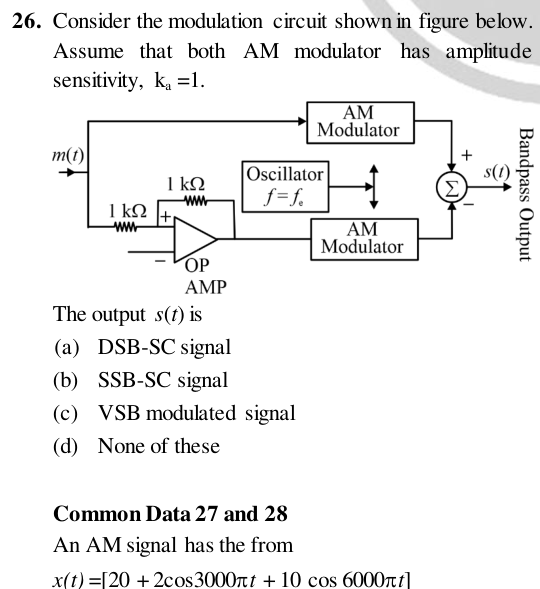 26. Consider the modulation circuit shown in figure below.
Assume that both AM modulator has amplitude
sensitivity, kₐ =1.
AM
Modulator
m(t)
+
Bandpass Output
Oscillator
f=fₑ
s(t)
1 kΩ
Σ
1 kΩ
+
−
AM
Modulator
−
OP
AMP
The output s(t) is
(a) DSB-SC signal
(b) SSB-SC signal
(c) VSB modulated signal
(d) None of these
Common Data 27 and 28
An AM signal has the from
x(t) =[20 + 2cos3000πt + 10 cos 6000πt]